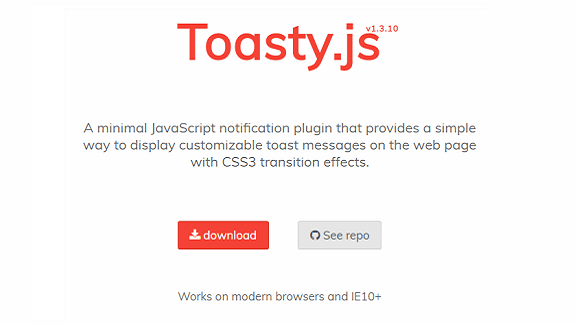 Toasty.js v1.3.10
A minimal JavaScript notification plugin that provides a simple
way to display customizable toast messages on the web page
with CSS3 transition effects.
download See repo
Works on modern browsers and IE10+